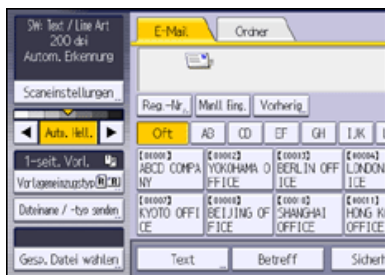 SW: Text / Line Art
200 dpi
Autom. Erkennung
Scaneinstellungen
Auto. Hell.
1-seit. Vorl.
Vorlageneinzugstyp
Dateiname / -typ senden
Gesp. Datei wählen
E-Mail
Ordner
Reg.-Nr.
Manll Eing.
Vorherig.
Oft
AB
CD
EF
GH
IJK
[00001]
ABCD COMPA
NY
[00002]
YOKOHAMA O
FFICE
[00003]
BERLIN OFF
ICE
[00004]
LONDON
ICE
[00007]
KYOTO OFFI
CE
[00008]
BEIJING OF
FICE
[00010]
SHANGHAI
OFFICE
[00011]
HONG K
OFFICE
Text
Betreff
Sicher